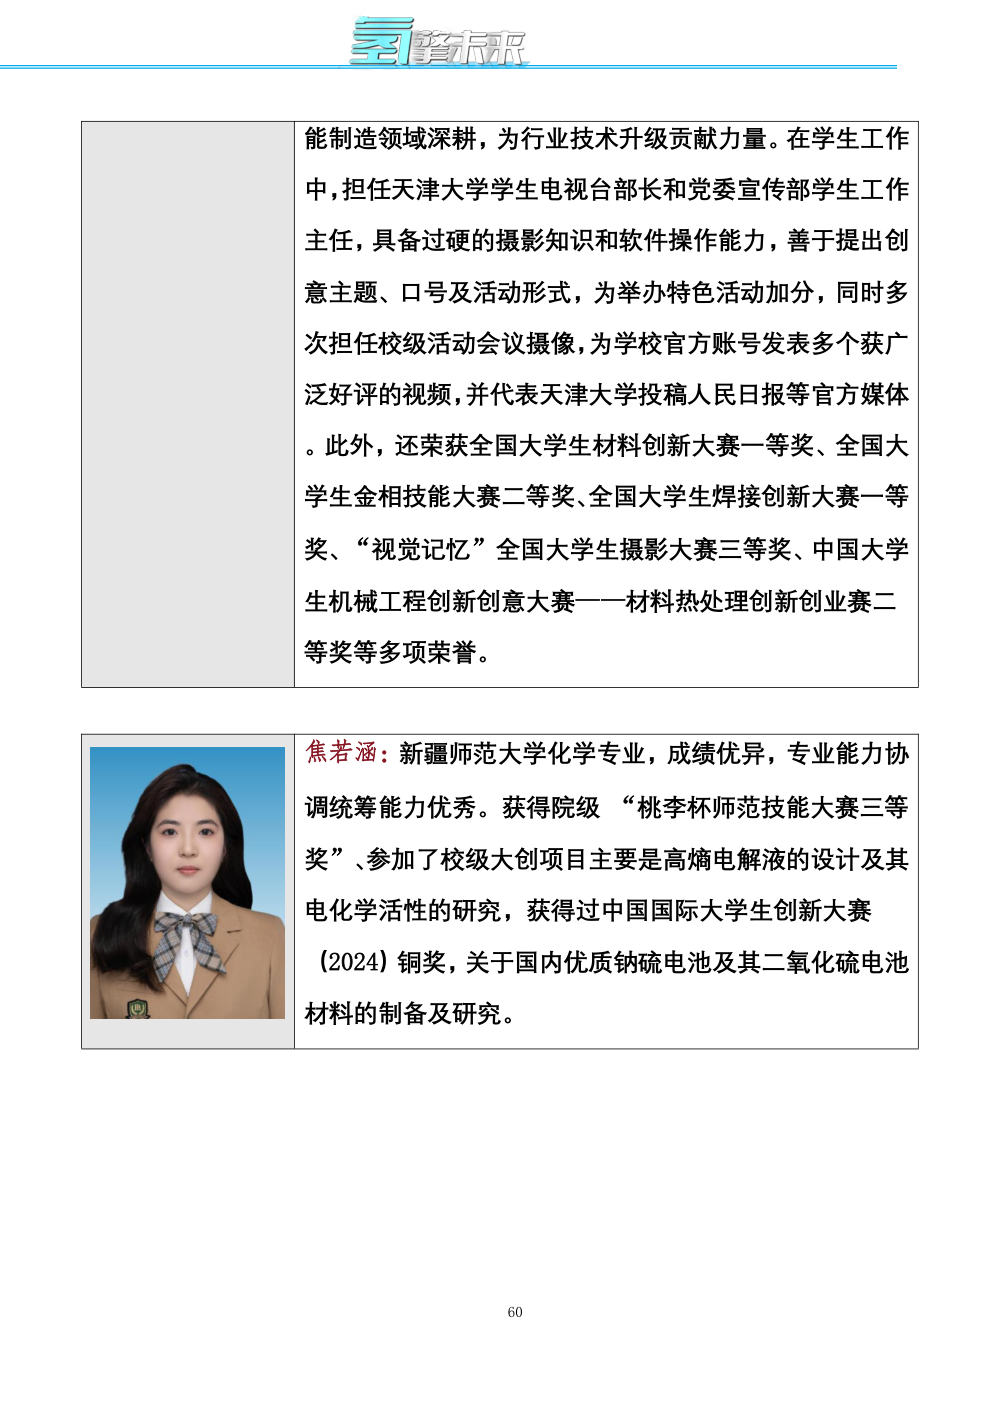 氢擎未来
能制造领域深耕，为行业技术升级贡献力量。在学生工作
中，担任天津大学学生电视台部长和党委宣传部学生工作
主任，具备过硬的摄影知识和软件操作能力，善于提出创
意主题、口号及活动形式，为举办特色活动加分，同时多
次担任校级活动会议摄像，为学校官方账号发表多个获广
泛好评的视频，并代表天津大学投稿人民日报等官方媒体
。此外，还荣获全国大学生材料创新大赛一等奖、全国大
学生金相技能大赛二等奖、全国大学生焊接创新大赛一等
奖、“视觉记忆”全国大学生摄影大赛三等奖、中国大学
生机械工程创新创意大赛——材料热处理创新创业赛二
等奖等多项荣誉。
焦若涵：新疆师范大学化学专业，成绩优异，专业能力协
调统筹能力优秀。获得院级 “桃李杯师范技能大赛三等
奖”、参加了校级大创项目主要是高熵电解液的设计及其
电化学活性的研究，获得过中国国际大学生创新大赛
（2024）铜奖，关于国内优质钠硫电池及其二氧化硫电池
材料的制备及研究。
60